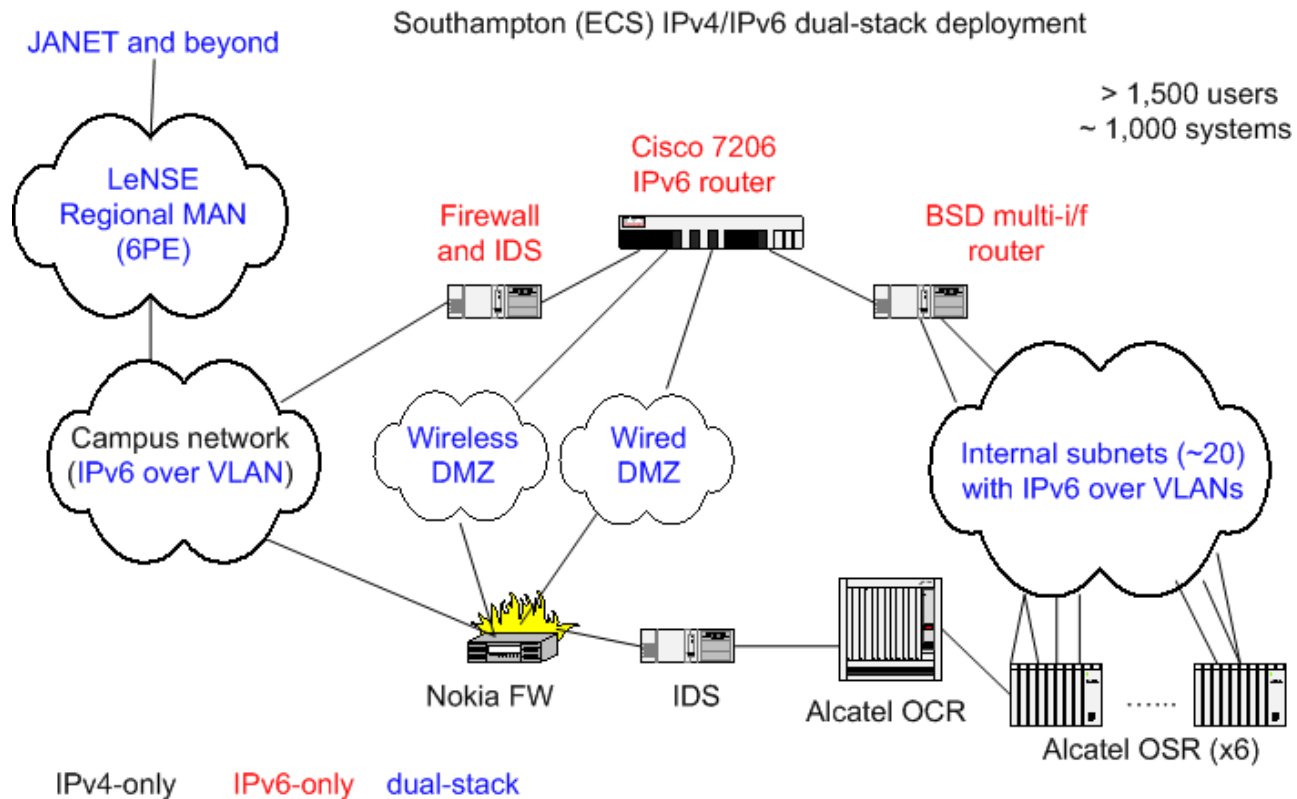 Southampton (ECS) IPv4/IPv6 dual-stack deployment
JANET and beyond
> 1,500 users
~ 1,000 systems
LeNSE
Regional MAN
(6PE)
Cisco 7206
IPv6 router
Firewall
and IDS
BSD multi-i/f
router
Campus network
(IPv6 over VLAN)
Wireless
DMZ
Wired
DMZ
Internal subnets (~20)
with IPv6 over VLANs
Nokia FW
IDS
Alcatel OCR
......
Alcatel OSR (x6)
IPv4-only IPv6-only dual-stack